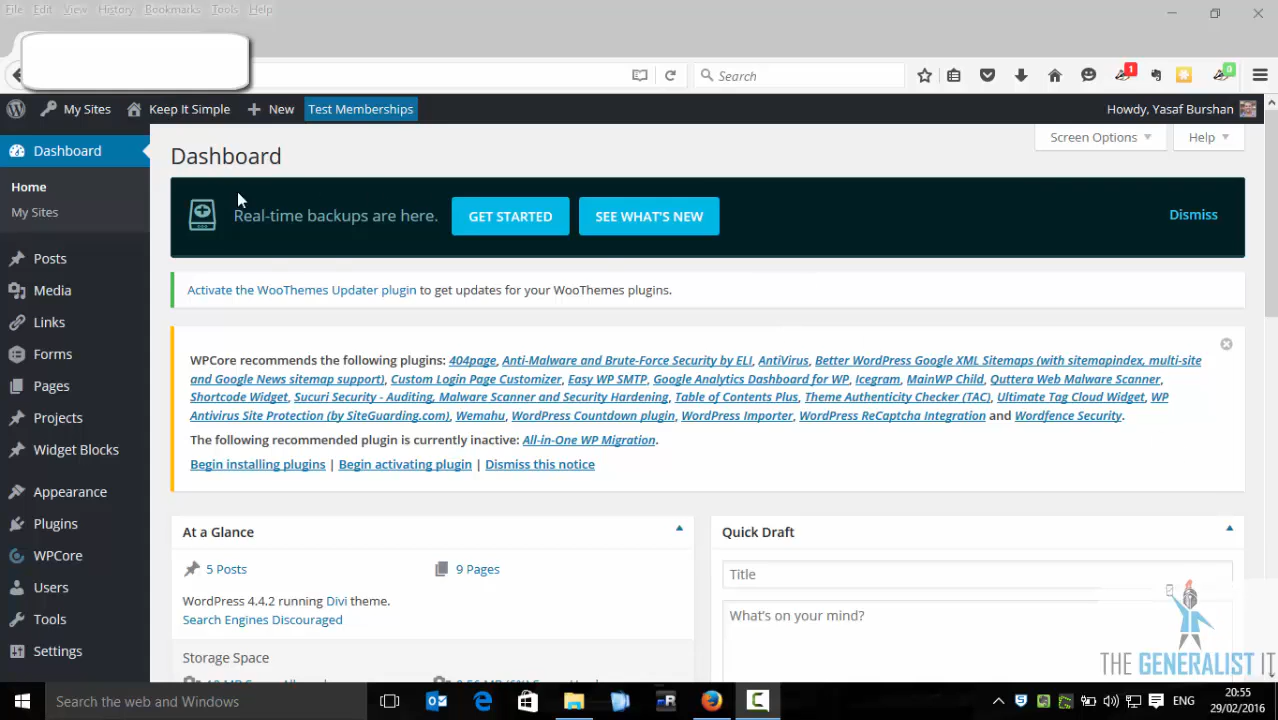 File Edit View History Bookmarks Tools Help
Search
1
0
My Sites Keep It Simple New Test Memberships Howdy, Yasaf Burshan
Dashboard
Home
My Sites
Posts
Media
Links
Forms
Pages
Projects
Widget Blocks
Appearance
Plugins
WPCore
Users
Tools
Settings
Screen Options Help
Dashboard
Real-time backups are here. GET STARTED SEE WHAT'S NEW Dismiss
Activate the WooThemes Updater plugin to get updates for your WooThemes plugins.
WPCore recommends the following plugins: 404page, Anti-Malware and Brute-Force Security by ELI, AntiVirus, Better WordPress Google XML Sitemaps (with sitemapindex, multi-site
and Google News sitemap support), Custom Login Page Customizer, Easy WP SMTP, Google Analytics Dashboard for WP, Icegram, MainWP Child, Quttera Web Malware Scanner,
Shortcode Widget, Sucuri Security - Auditing, Malware Scanner and Security Hardening, Table of Contents Plus, Theme Authenticity Checker (TAC), Ultimate Tag Cloud Widget, WP
Antivirus Site Protection (by SiteGuarding.com), Wemahu, WordPress Countdown plugin, WordPress Importer, WordPress ReCaptcha Integration and Wordfence Security.
The following recommended plugin is currently inactive: All-in-One WP Migration.
Begin installing plugins | Begin activating plugin | Dismiss this notice
At a Glance
5 Posts 9 Pages
WordPress 4.4.2 running Divi theme.
Search Engines Discouraged
Storage Space
Quick Draft
Title
What's on your mind?
THE GENERALIST IT
Search the web and Windows
ENG
20:55
29/02/2016